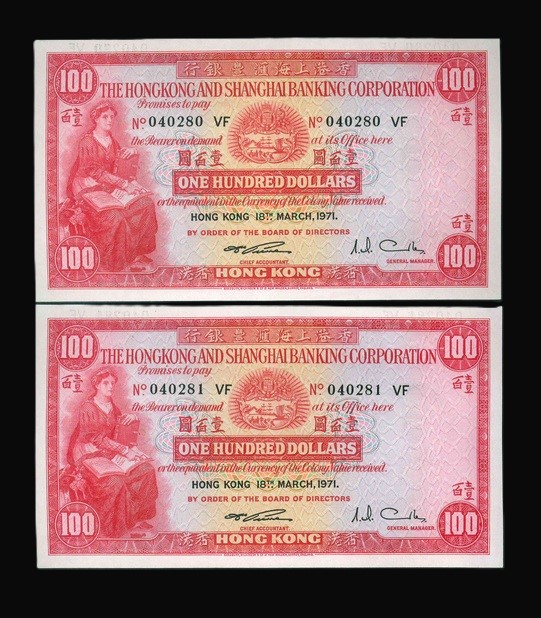 100 行銀理滙海上港香 100
THE HONGKONG AND SHANGHAI BANKING CORPORATION
Promises to pay
壹百 壹百
Nº 040280 VF Nº 040280 VF
the Bearer on demand at its Office here
圓百壹 圓百壹
ONE HUNDRED DOLLARS
or the equivalent in the Currency of the Colony, Value received.
HONG KONG 18TH MARCH, 1971.
壹百
BY ORDER OF THE BOARD OF DIRECTORS
CHIEF ACCOUNTANT. GENERAL MANAGER.
100 港 HONG KONG 香 100
100 行銀理滙海上港香 100
THE HONGKONG AND SHANGHAI BANKING CORPORATION
Promises to pay
壹百 壹百
Nº 040281 VF Nº 040281 VF
the Bearer on demand at its Office here
圓百壹 圓百壹
ONE HUNDRED DOLLARS
or the equivalent in the Currency of the Colony, Value received.
HONG KONG 18TH MARCH, 1971.
壹百
BY ORDER OF THE BOARD OF DIRECTORS
CHIEF ACCOUNTANT. GENERAL MANAGER.
100 港 HONG KONG 香 100